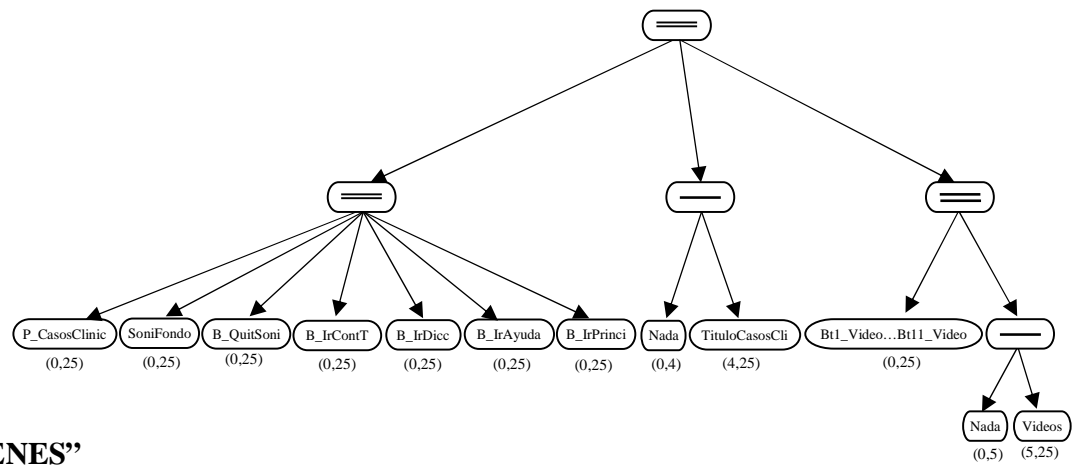 P_CasosClinic SoniFondo B_QuitSoni B_IrContT B_IrDicc B_IrAyuda B_IrPrinci Nada TituloCasosCli Bt1_Video…Bt11_Video
(0,25) (0,25) (0,25) (0,25) (0,25) (0,25) (0,25) (0,4) (4,25) (0,25)
Nada Videos
(0,5) (5,25)
ENES”